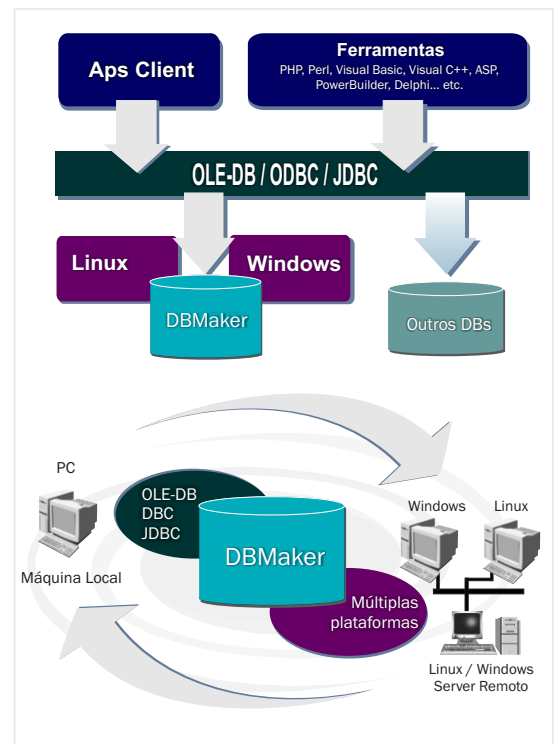 Aps Client
Ferramentas
PHP, Perl, Visual Basic, Visual C++, ASP,
PowerBuilder, Delphi... etc.
OLE-DB / ODBC / JDBC
Linux
Windows
DBMaker
Outros DBs
PC
Máquina Local
OLE-DB
DBC
JDBC
DBMaker
Múltiplas
plataformas
Windows
Linux
Linux / Windows
Server Remoto